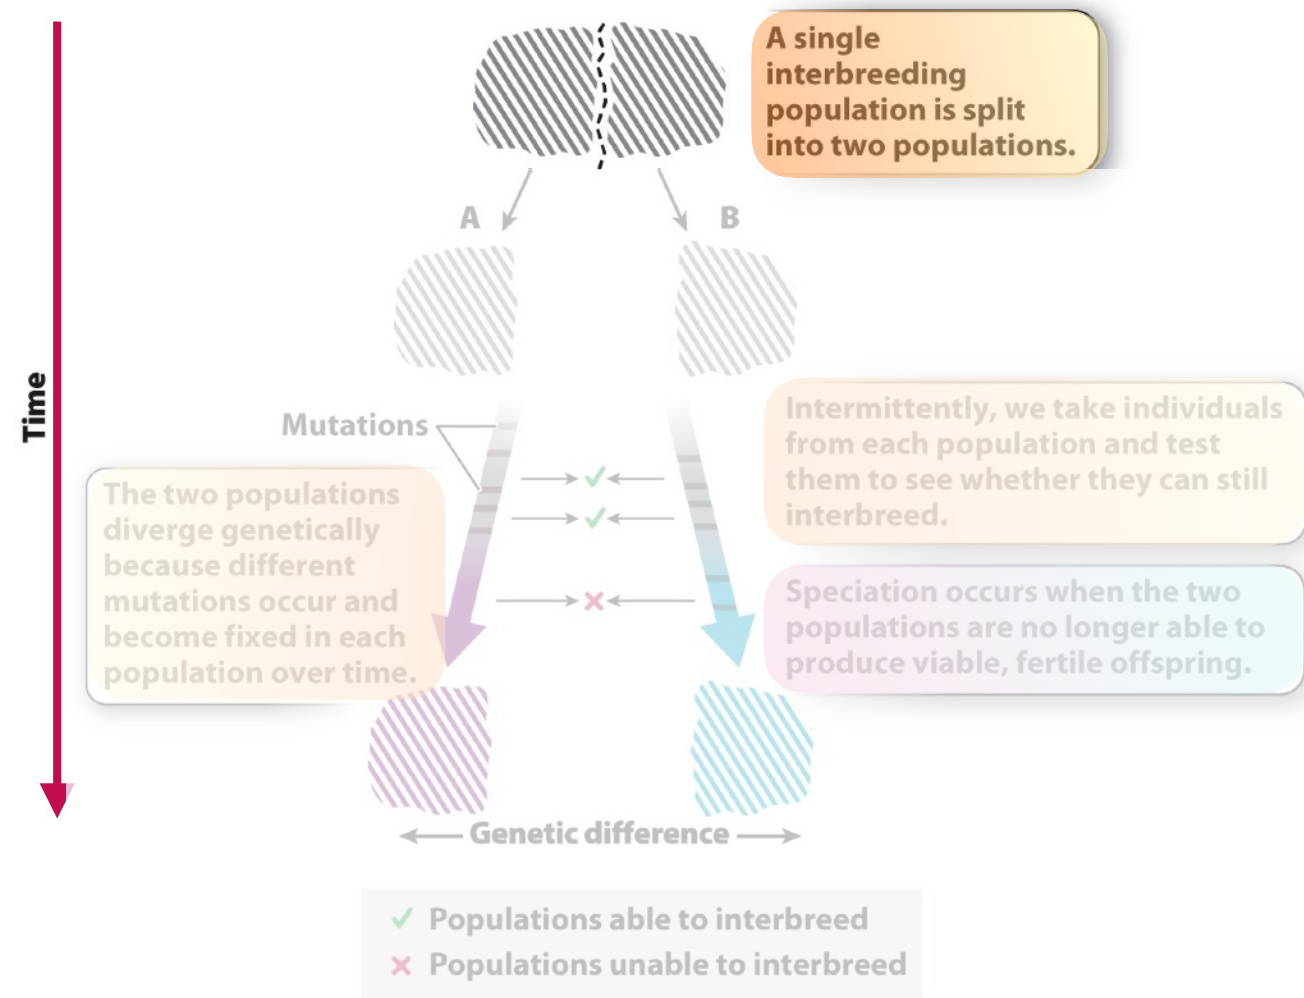 A single
interbreeding
population is split
into two populations.
A
B
Time
Mutations
Intermittently, we take individuals
from each population and test
them to see whether they can still
interbreed.
The two populations
diverge genetically
because different
mutations occur and
become fixed in each
population over time.
Speciation occurs when the two
populations are no longer able to
produce viable, fertile offspring.
Genetic difference
Populations able to interbreed
Populations unable to interbreed